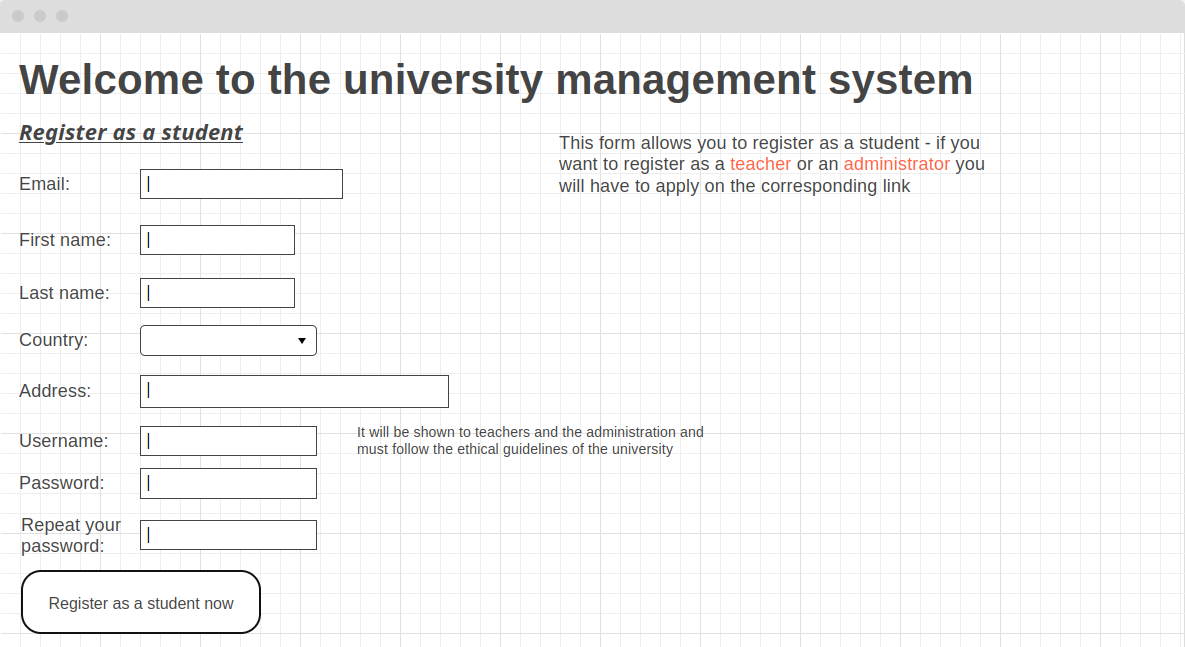 Welcome to the university management system
Register as a student
This form allows you to register as a student - if you
want to register as a teacher or an administrator you
will have to apply on the corresponding link
Email:
First name:
Last name:
Country:
Address:
Username:
It will be shown to teachers and the administration and
must follow the ethical guidelines of the university
Password:
Repeat your
password:
Register as a student now